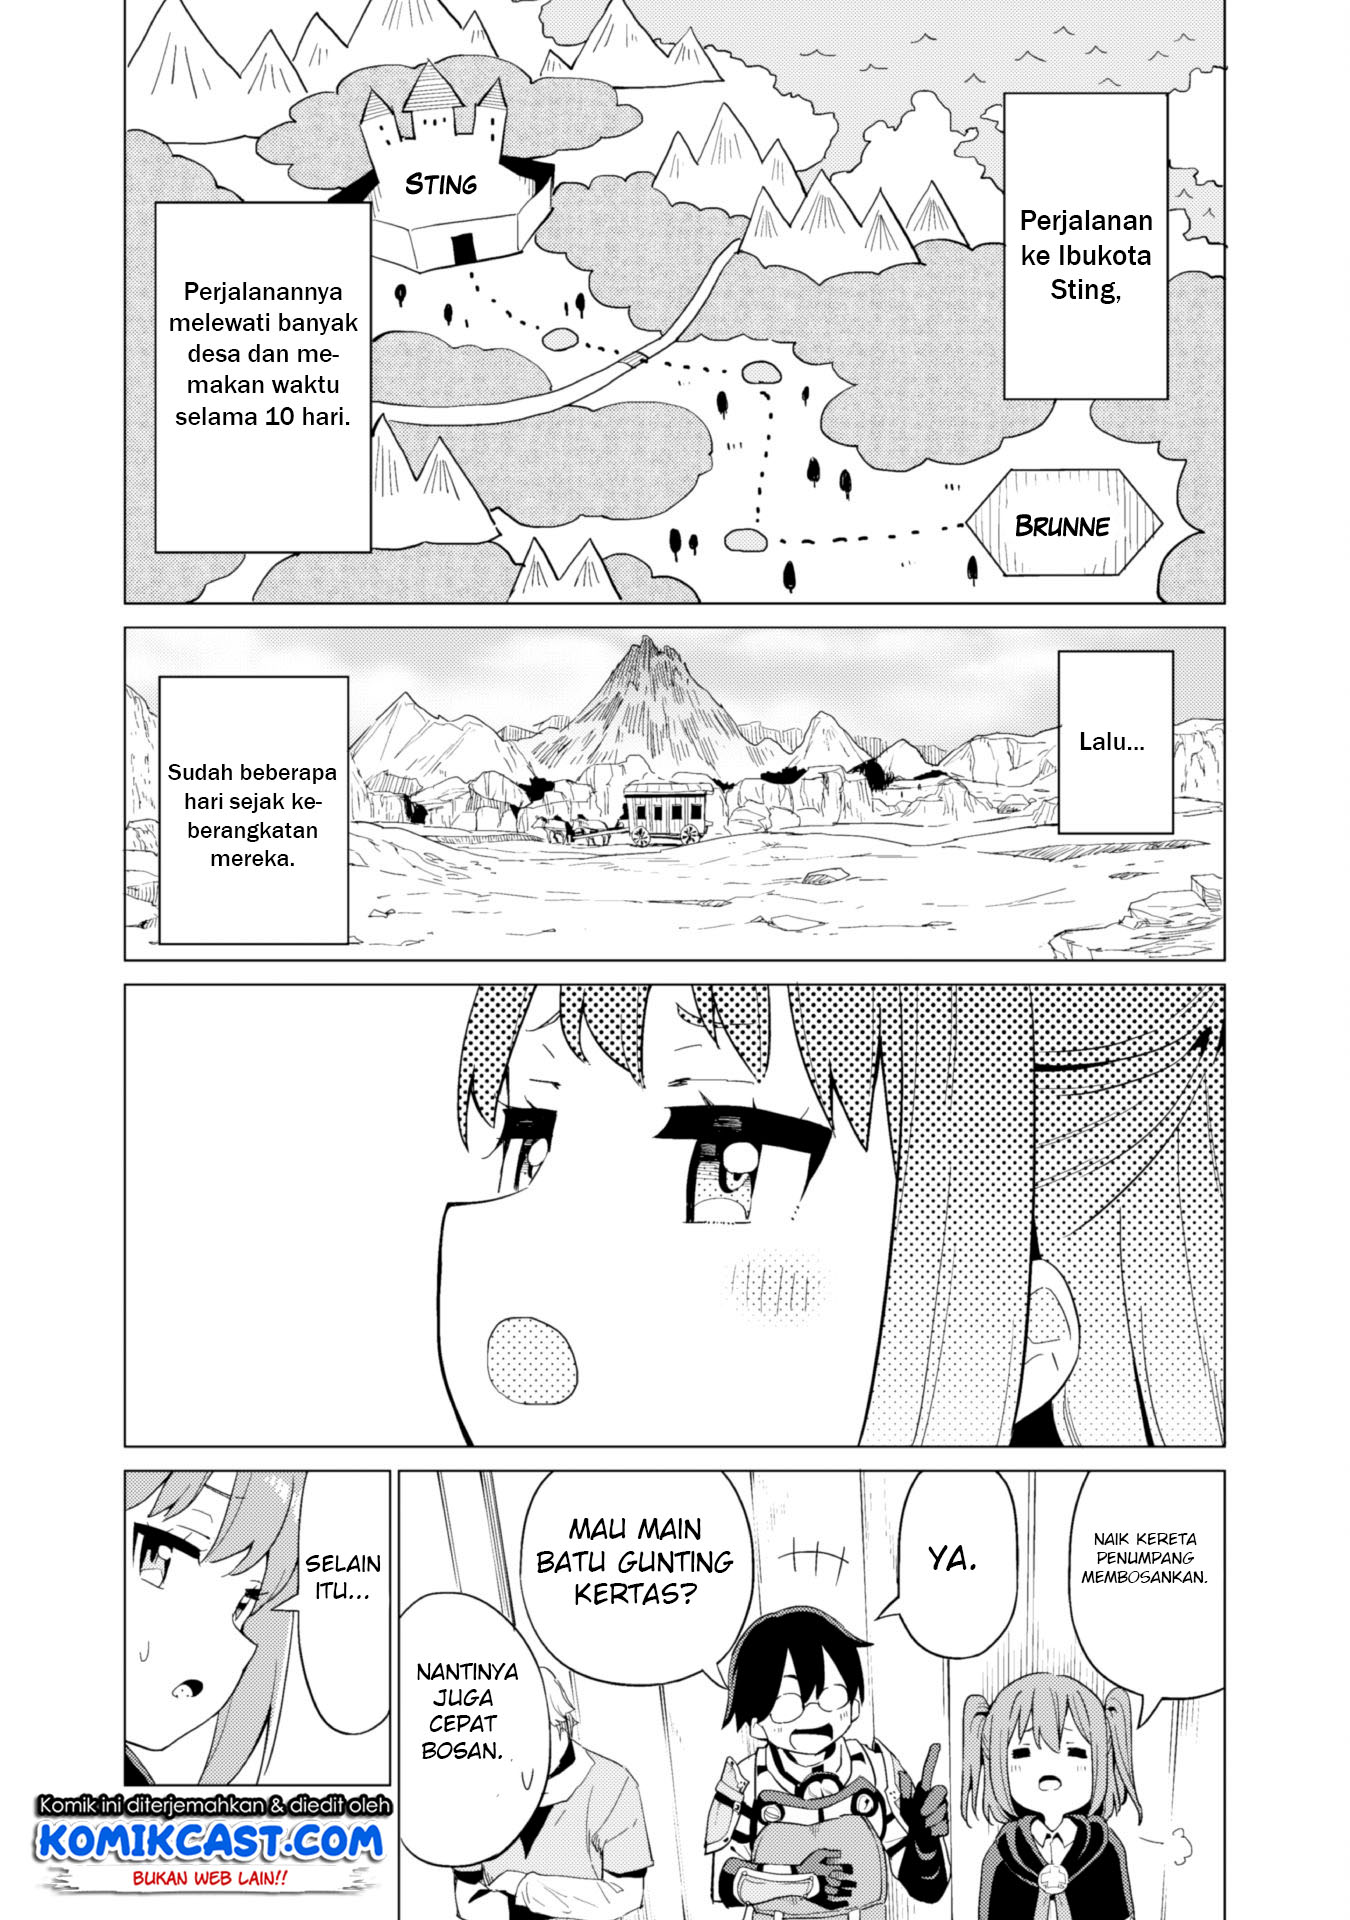 Perjalanan
ke Ibukota
Sting,
STING
Perjalanannya
melewati banyak
desa dan me-
makan waktu
selama 10 hari.
BRUNNE
Lalu...
Sudah beberapa
hari sejak ke-
berangkatan
mereka.
NAIK KERETA
PENUMPANG
MEMBOSANKAN.
YA.
MAU MAIN
BATU GUNTING
KERTAS?
NANTINYA
JUGA
CEPAT
BOSAN.
SELAIN
ITU...
Komik ini diterjemahkan & diedit oleh
KOMIKCAST.COM
BUKAN WEB LAIN!!